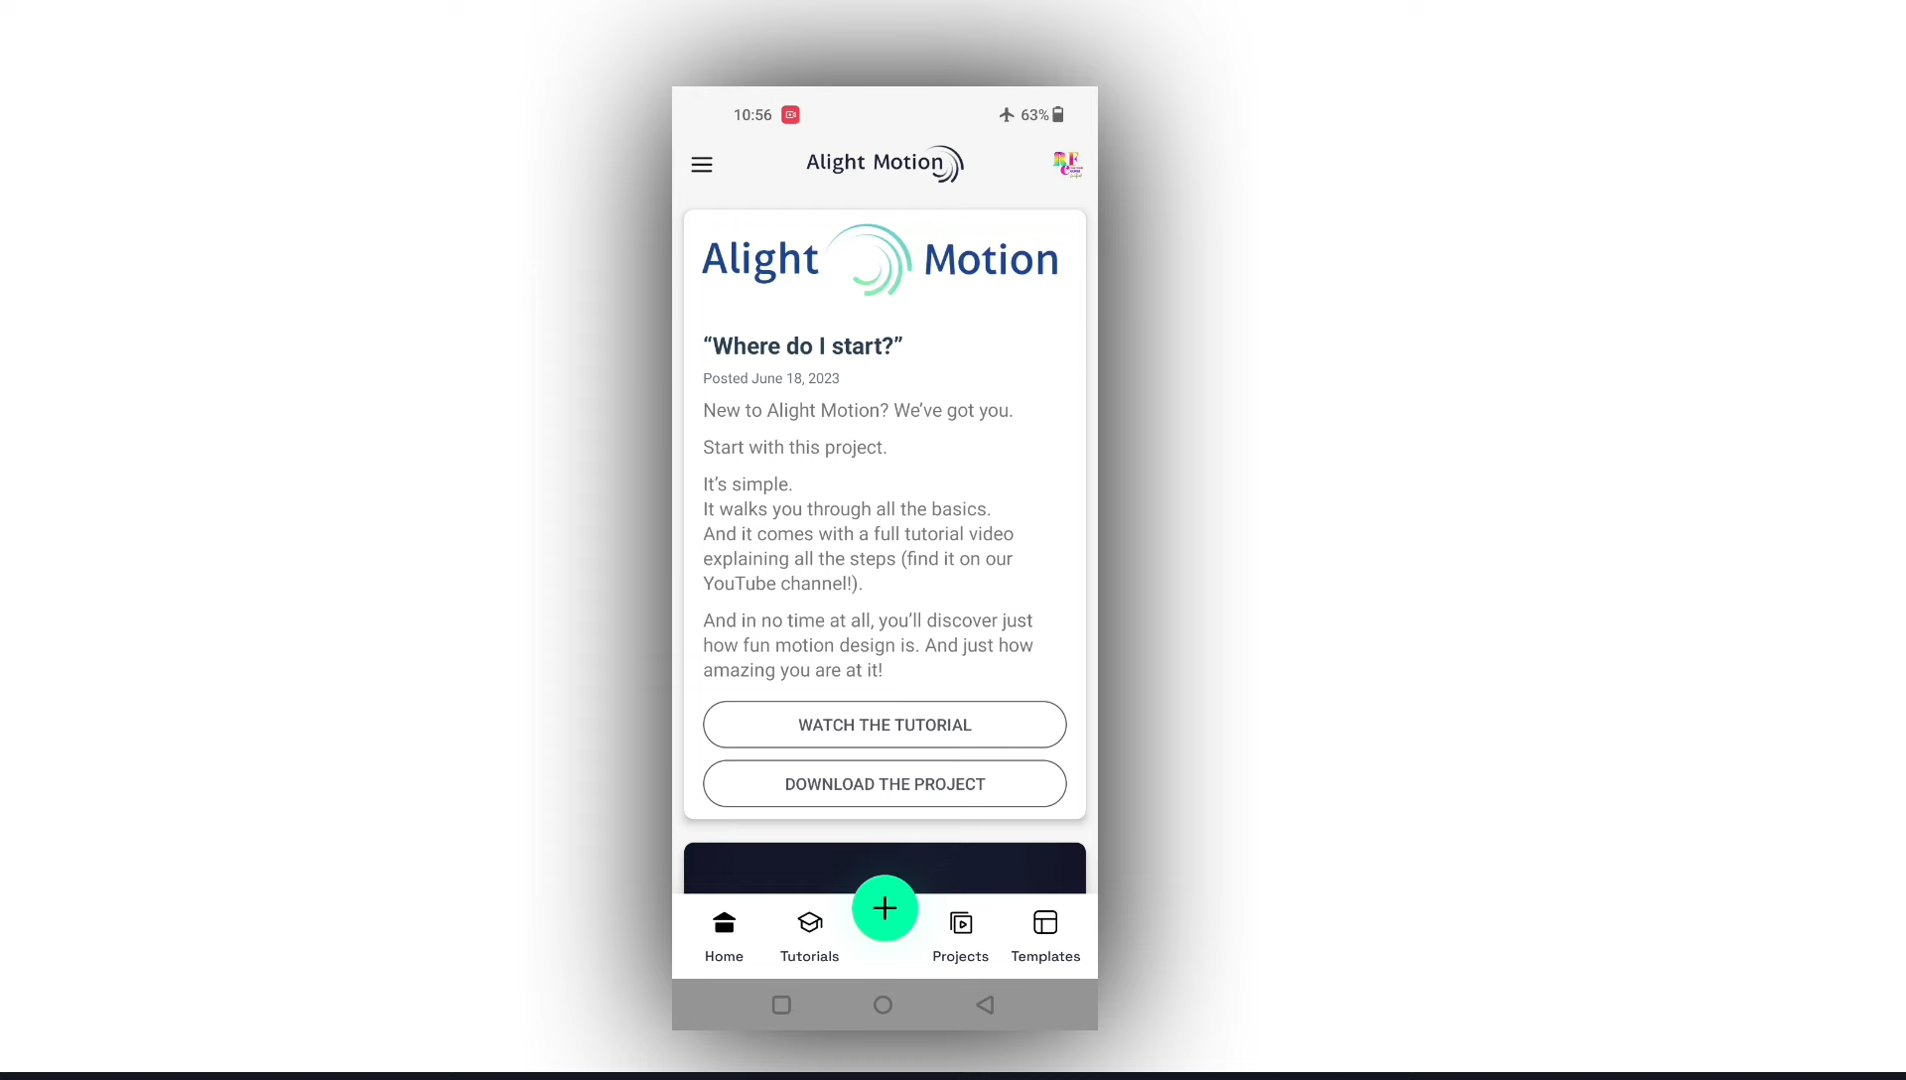 10:56 63%
Alight Motion
Alight Motion
“Where do I start?”
Posted June 18, 2023
New to Alight Motion? We’ve got you.
Start with this project.
It’s simple.
It walks you through all the basics.
And it comes with a full tutorial video
explaining all the steps (find it on our
YouTube channel!).
And in no time at all, you’ll discover just
how fun motion design is. And just how
amazing you are at it!
WATCH THE TUTORIAL
DOWNLOAD THE PROJECT
Home Tutorials Projects Templates